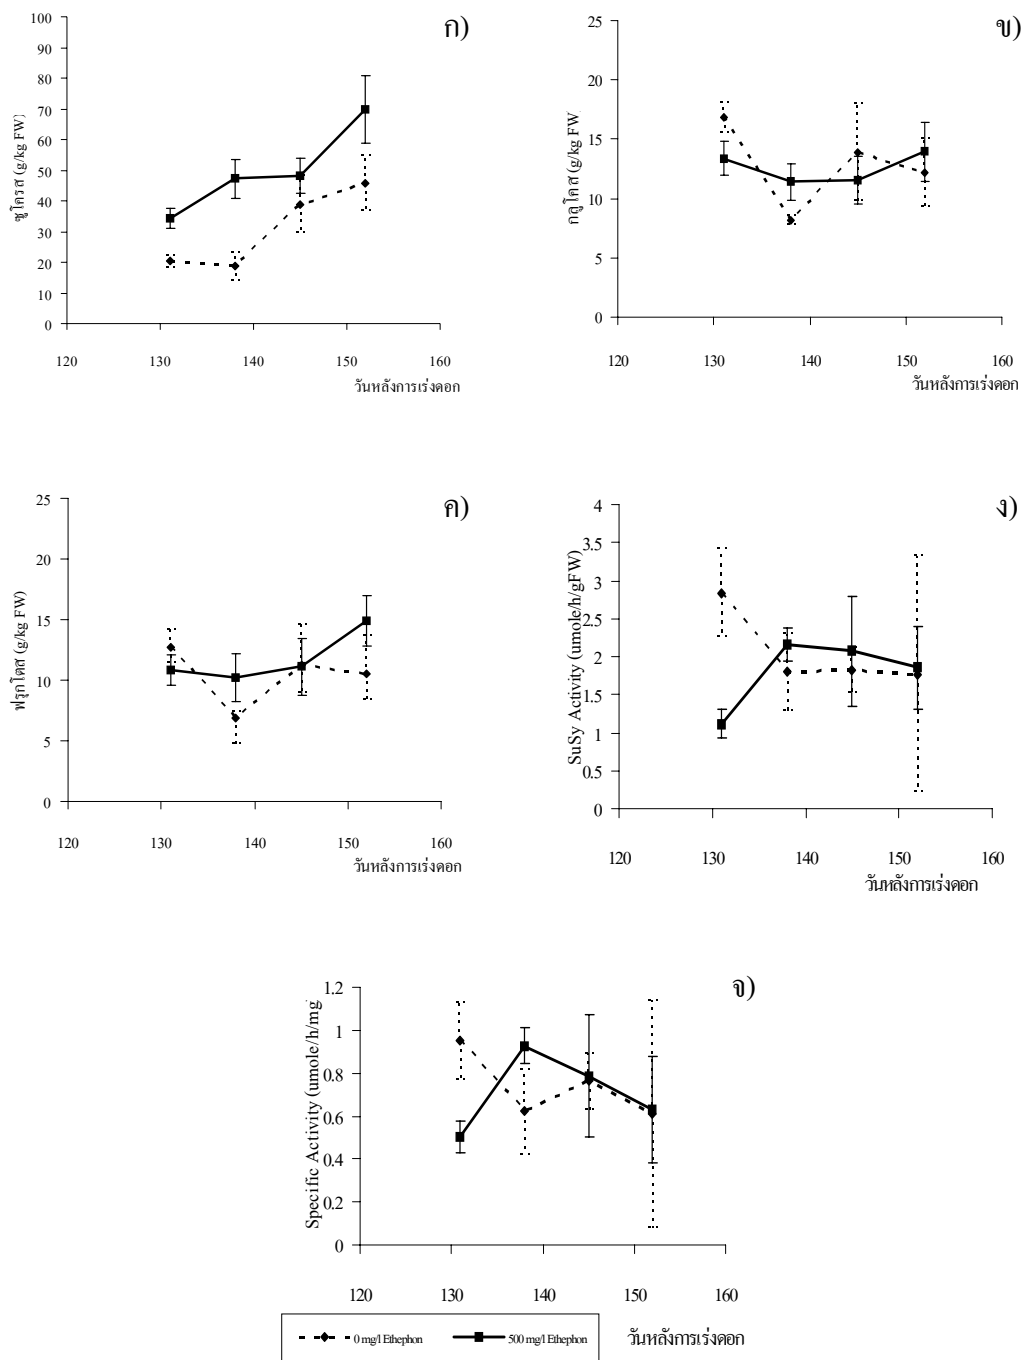 ก)
100
90
80
70
60
50
40
30
20
10
0
ซูโครส (g/kg FW)
120 130 140 150 160
วันหลังการเร่งดอก
ข)
25
20
15
10
5
0
กลูโคส (g/kg FW)
120 130 140 150 160
วันหลังการเร่งดอก
ค)
25
20
15
10
5
0
ฟรุกโตส (g/kg FW)
120 130 140 150 160
วันหลังการเร่งดอก
ง)
4
3.5
3
2.5
2
1.5
1
0.5
0
SuSy Activity (umole/h/gFW)
120 130 140 150 160
วันหลังการเร่งดอก
จ)
1.2
1
0.8
0.6
0.4
0.2
0
Specific Activity (umole/h/mg
120 130 140 150 160
วันหลังการเร่งดอก
0 mg/l Ethephon 500 mg/l Ethephon